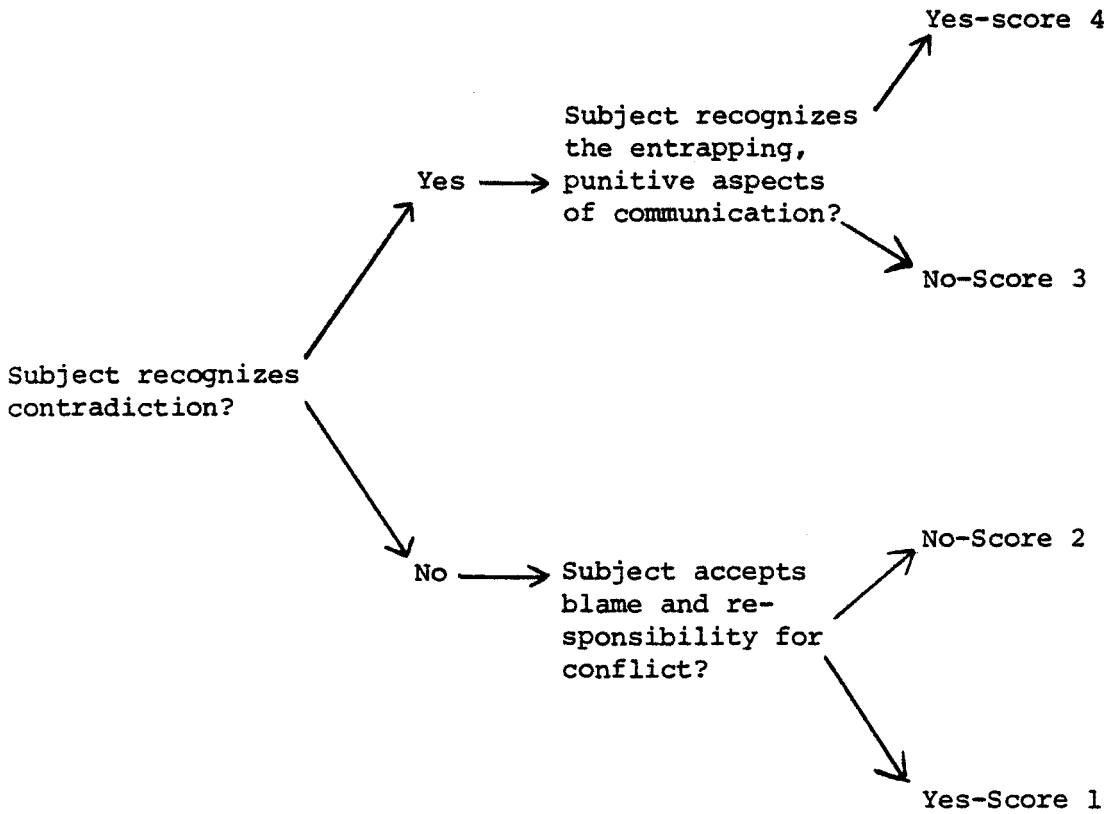 Yes-score 4
Subject recognizes
the entrapping,
punitive aspects
of communication?
Yes
No-Score 3
Subject recognizes
contradiction?
No-Score 2
No
Subject accepts
blame and re-
sponsibility for
conflict?
Yes-Score 1